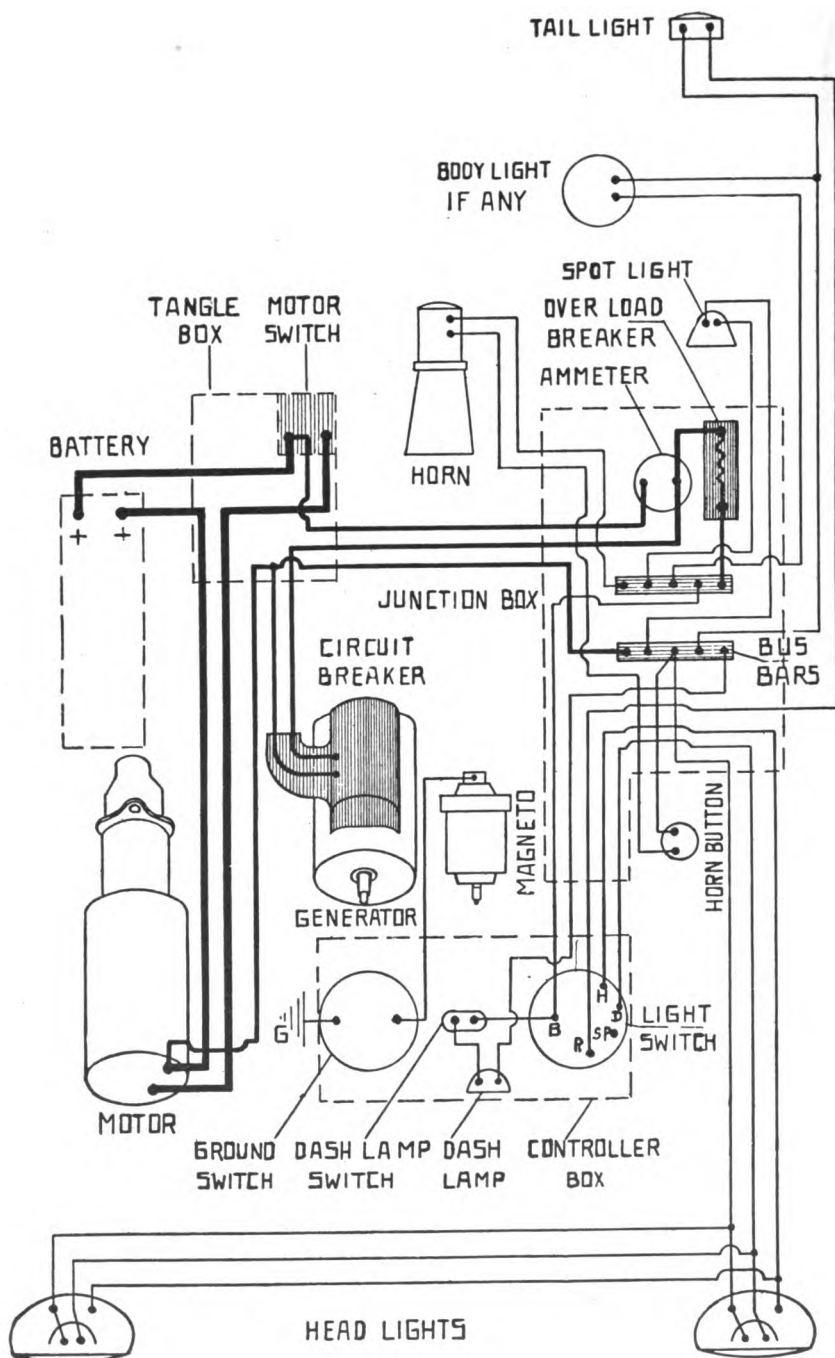 TAIL LIGHT
BODY LIGHT
IF ANY
SPOT LIGHT
TANGLE
BOX
MOTOR
SWITCH
OVER LOAD
BREAKER
AMMETER
BATTERY
HORN
+ +
JUNCTION BOX
BUS
BARS
CIRCUIT
BREAKER
MAGNETO
HORN BUTTON
GENERATOR
G
B
R
SP
H
D
LIGHT
SWITCH
MOTOR
GROUND
SWITCH
DASH LAMP
SWITCH
DASH
LAMP
CONTROLLER
BOX
HEAD LIGHTS